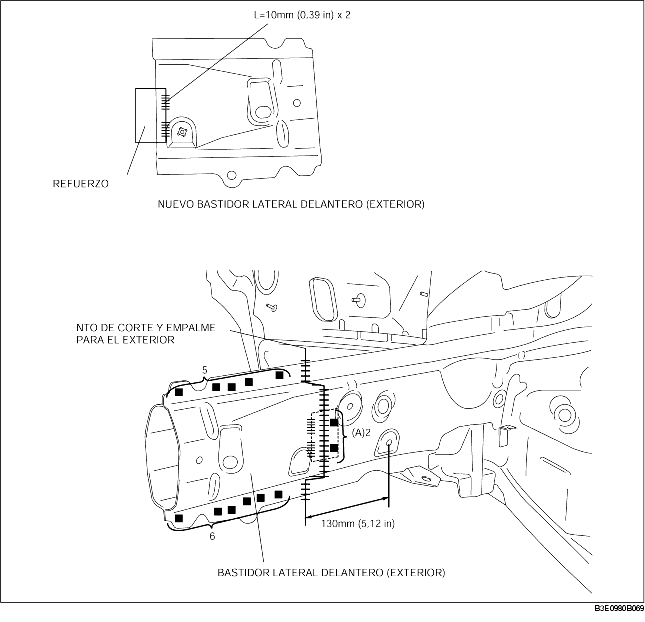 L=10mm (0.39 in) x 2
REFUERZO
NUEVO BASTIDOR LATERAL DELANTERO (EXTERIOR)
NTO DE CORTE Y EMPALME
PARA EL EXTERIOR
5
(A)2
130mm (5,12 in)
6
BASTIDOR LATERAL DELANTERO (EXTERIOR)
B3E0980B069